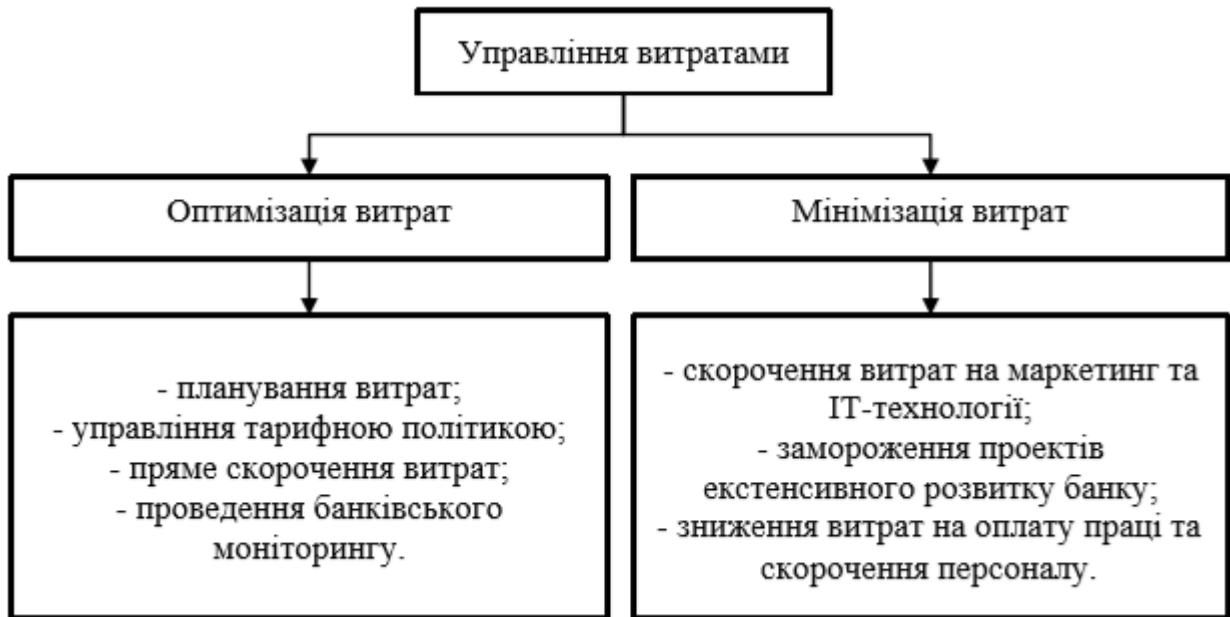 Управління витратами
Оптимізація витрат
Мінімізація витрат
- планування витрат;
- управління тарифною політикою;
- пряме скорочення витрат;
- проведення банківського
моніторингу.
- скорочення витрат на маркетинг та
ІТ-технології;
- замороження проектів
екстенсивного розвитку банку;
- зниження витрат на оплату праці та
скорочення персоналу.